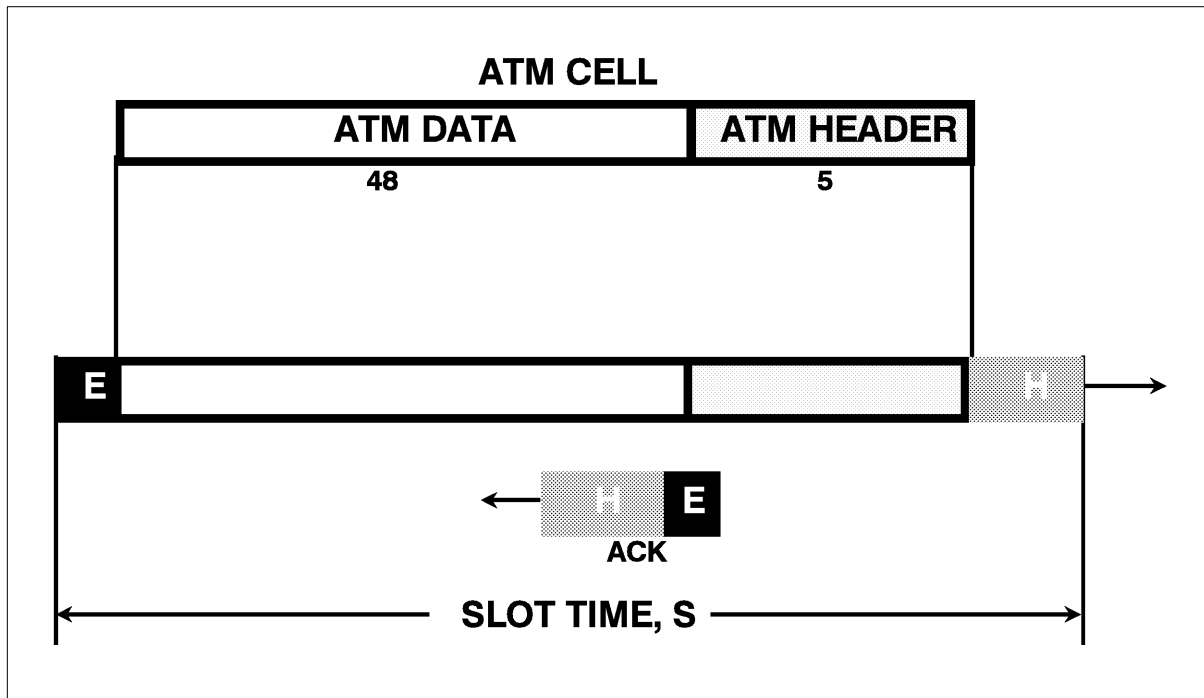 ATM CELL
ATM DATA ATM HEADER
48 5
E H
H E
ACK
SLOT TIME, S